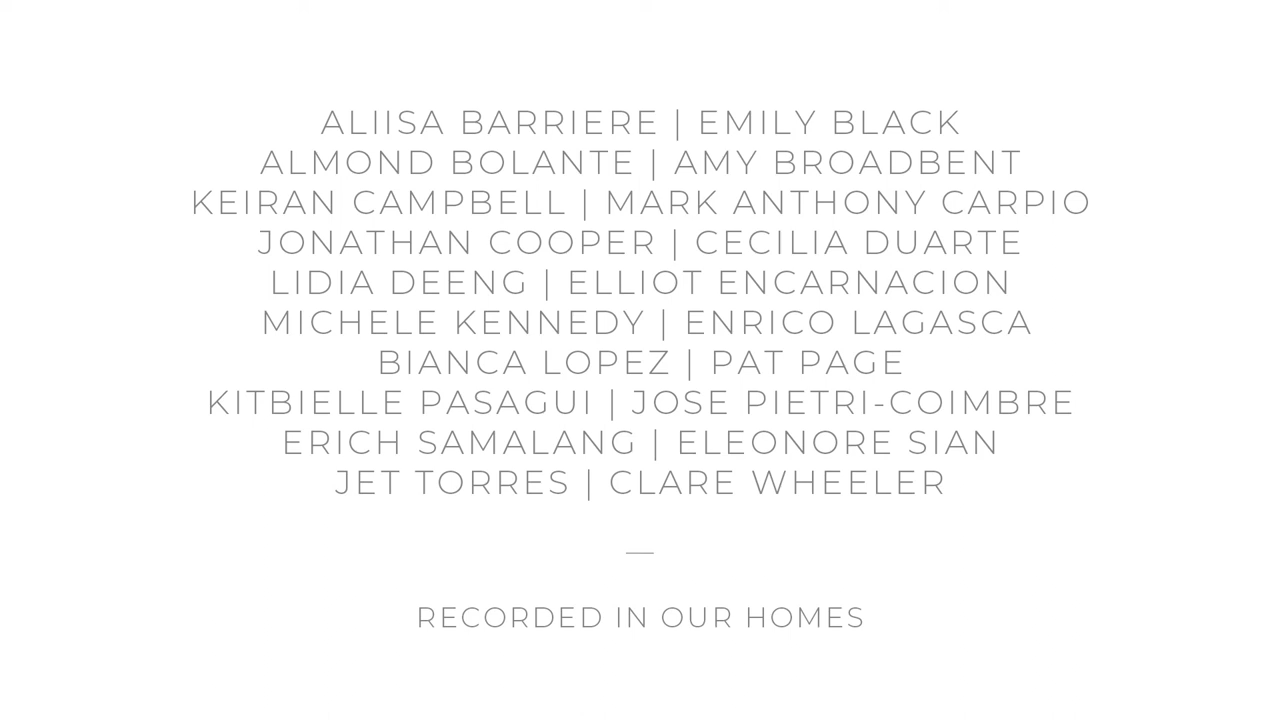 ALIISA BARRIERE | EMILY BLACK
ALMOND BOLANTE | AMY BROADBENT
KEIRAN CAMPBELL | MARK ANTHONY CARPIO
JONATHAN COOPER | CECILIA DUARTE
LIDIA DEENG | ELLIOT ENCARNACION
MICHELE KENNEDY | ENRICO LAGASCA
BIANCA LOPEZ | PAT PAGE
KITBIELLE PASAGUI | JOSE PIETRI-COIMBRE
ERICH SAMALANG | ELEONORE SIAN
JET TORRES | CLARE WHEELER
—
RECORDED IN OUR HOMES